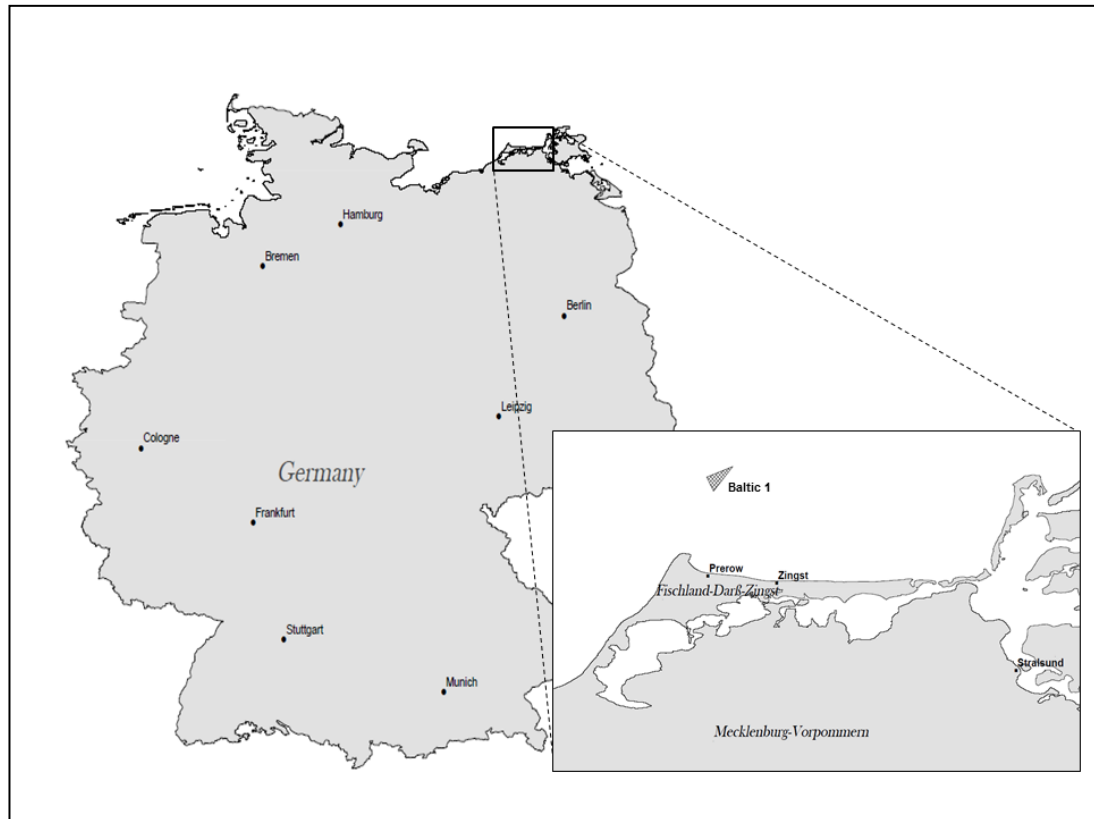 Hamburg
Bremen
Berlin
Leipzig
Cologne
Germany
Frankfurt
Stuttgart
Munich
Baltic 1
Prerow
Zingst
Fischland-Darß-Zingst
Stralsund
Mecklenburg-Vorpommern